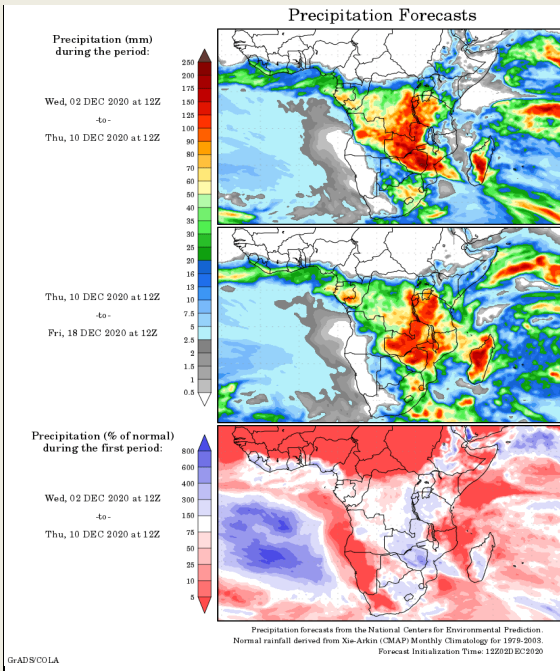 Precipitation Forecasts
Precipitation (mm)
during the period:
Wed, 02 DEC 2020 at 12Z
-to-
Thu, 10 DEC 2020 at 12Z
250
200
175
150
125
100
90
80
70
60
50
40
35
30
25
20
16
13
10
7.5
5
2.5
2
1.5
1
0.5
Thu, 10 DEC 2020 at 12Z
-to-
Fri, 18 DEC 2020 at 12Z
Precipitation (% of normal)
during the first period:
Wed, 02 DEC 2020 at 12Z
-to-
Thu, 10 DEC 2020 at 12Z
800
600
400
300
150
75
50
25
10
5
Precipitation forecasts from the National Centers for Environmental Prediction.
Normal rainfall derived from Xie-Arkin (CMAP) Monthly Climatology for 1979-2003.
Forecast Initialization Time: 12Z02DEC2020
GrADS/COLA